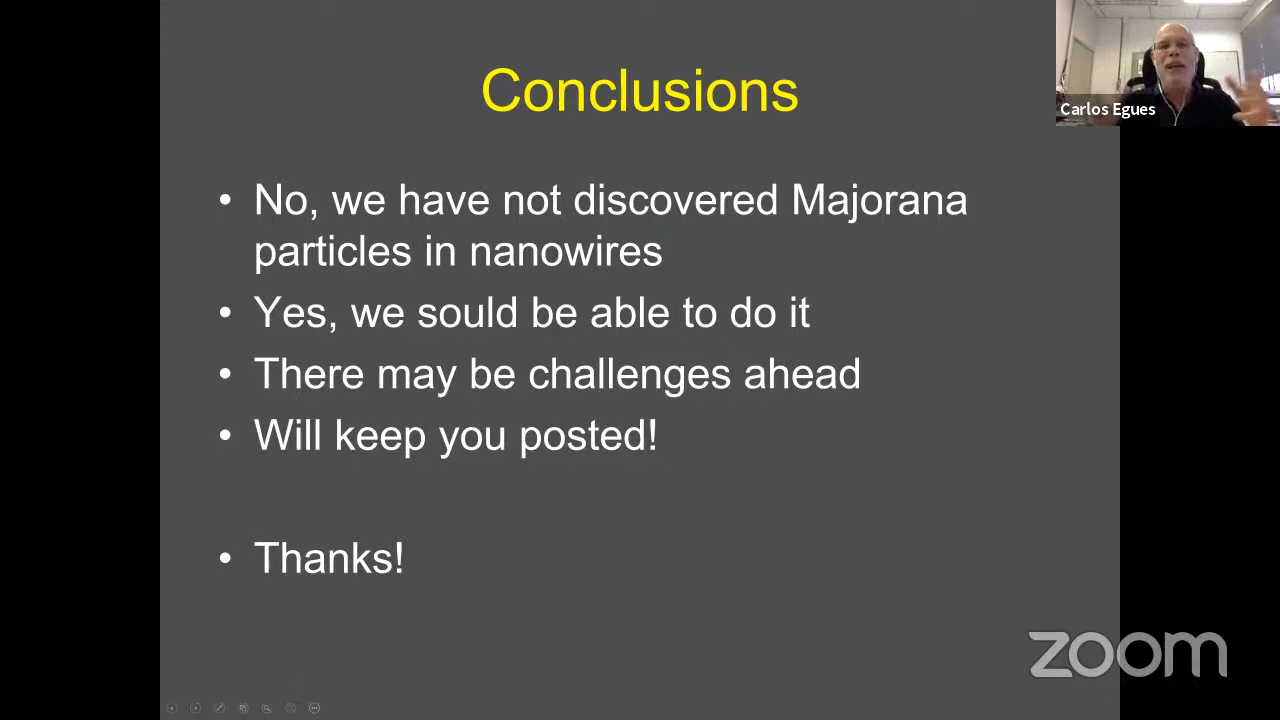 Conclusions
Carlos Egues
• No, we have not discovered Majorana
particles in nanowires
• Yes, we sould be able to do it
• There may be challenges ahead
• Will keep you posted!
• Thanks!
zoom